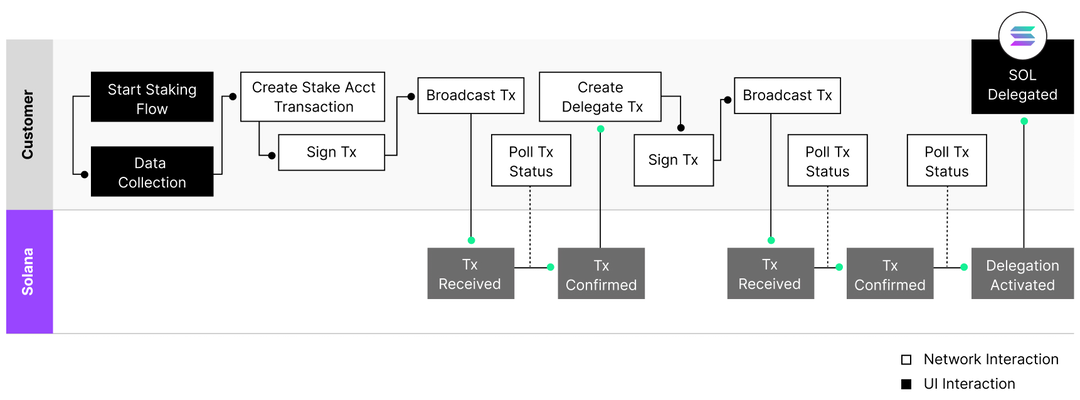 Customer
Start Staking
Flow
Data
Collection
Create Stake Acct
Transaction
Sign Tx
Broadcast Tx
Poll Tx
Status
Create
Delegate Tx
Sign Tx
Broadcast Tx
Poll Tx
Status
Poll Tx
Status
SOL
Delegated
Solana
Tx
Received
Tx
Confirmed
Tx
Received
Tx
Confirmed
Delegation
Activated
Network Interaction
UI Interaction